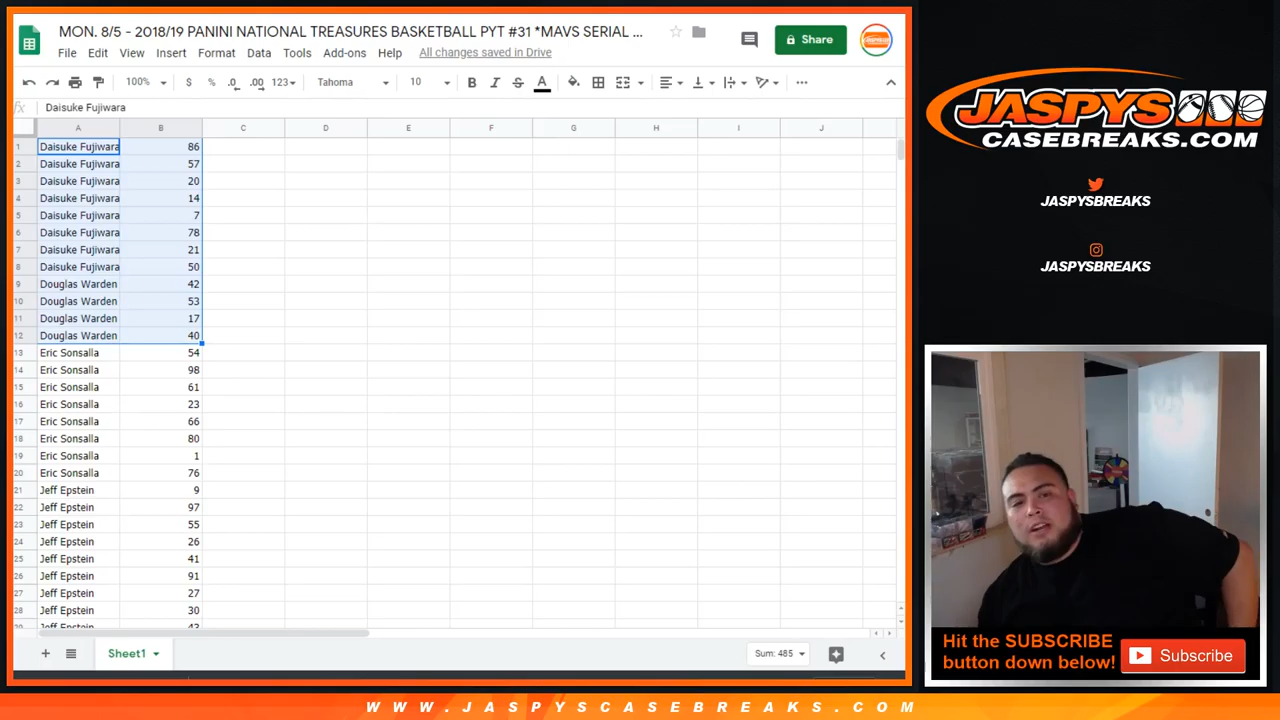 MON. 8/5 - 2018/19 PANINI NATIONAL TREASURES BASKETBALL PYT #31 *MAVS SERIAL ...
File Edit View Format Data Tools Add-ons Help All changes saved in Drive
Share
100% $ % .0 .00 123 Tahoma 10 B I S A
fx Daisuke Fujiwara
A B C D E F G H I J
1 Daisuke Fujiwara 86
2 Daisuke Fujiwara 57
3 Daisuke Fujiwara 20
4 Daisuke Fujiwara 14
5 Daisuke Fujiwara 7
6 Daisuke Fujiwara 78
7 Daisuke Fujiwara 21
8 Daisuke Fujiwara 50
9 Douglas Warden 42
10 Douglas Warden 53
11 Douglas Warden 17
12 Douglas Warden 40
13 Eric Sonsalla 54
14 Eric Sonsalla 98
15 Eric Sonsalla 61
16 Eric Sonsalla 23
17 Eric Sonsalla 66
18 Eric Sonsalla 80
19 Eric Sonsalla 1
20 Eric Sonsalla 76
21 Jeff Epstein 9
22 Jeff Epstein 97
23 Jeff Epstein 55
24 Jeff Epstein 26
25 Jeff Epstein 41
26 Jeff Epstein 91
27 Jeff Epstein 27
28 Jeff Epstein 30
Jeff Epstein
Sheet1
Sum: 485
JASPYS
CASEBREAKS.COM
JASPYSBREAKS
JASPYSBREAKS
Hit the SUBSCRIBE
button down below!
Subscribe
WWW.JASPYSCASEBREAKS.COM